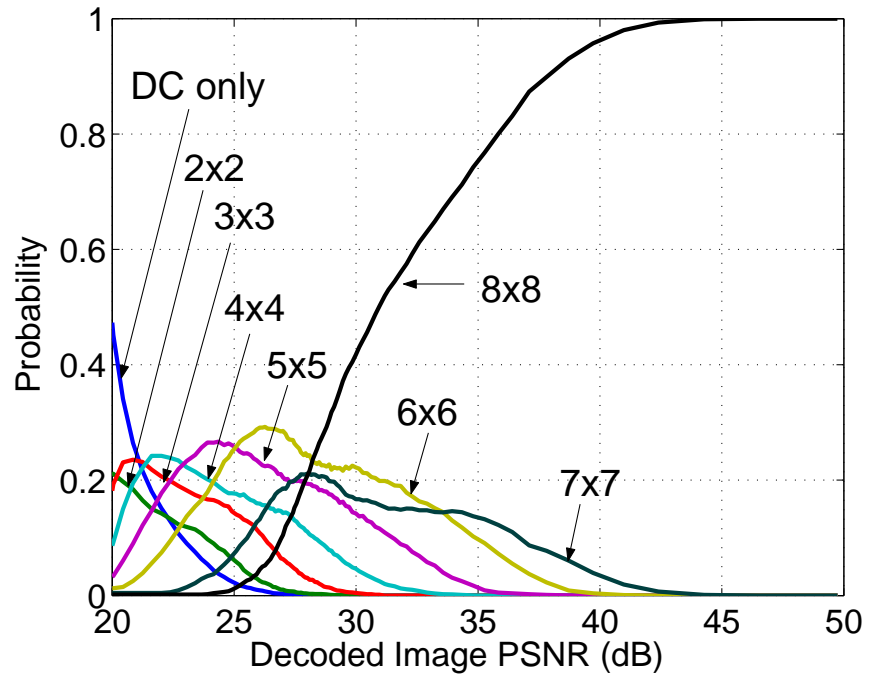 1
DC only
0.8
2x2
3x3
0.6
Probability
8x8
4x4
0.4
5x5
6x6
0.2
7x7
0
20 25 30 35 40 45 50
Decoded Image PSNR (dB)